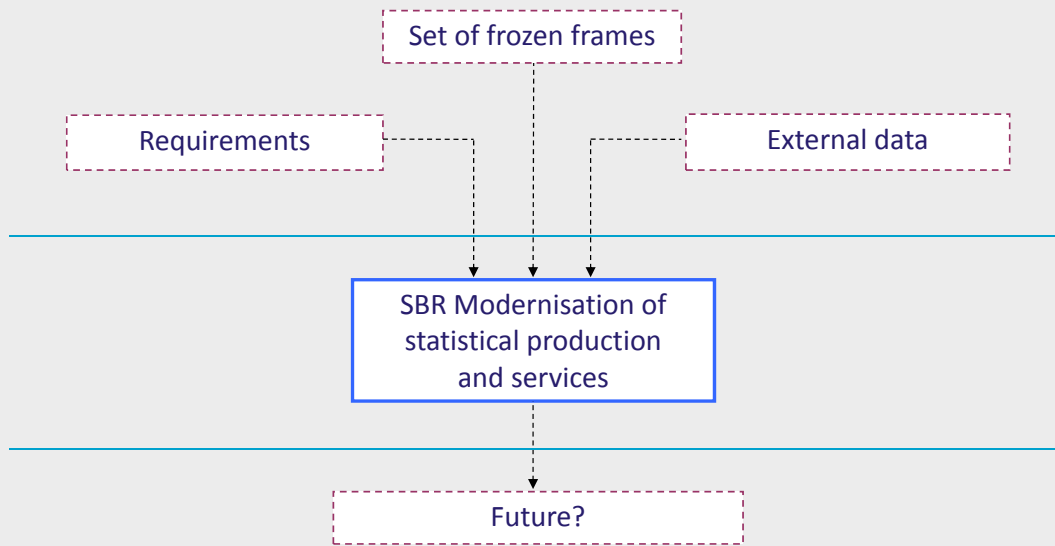 Set of frozen frames
Requirements
External data
SBR Modernisation of
statistical production
and services
Future?